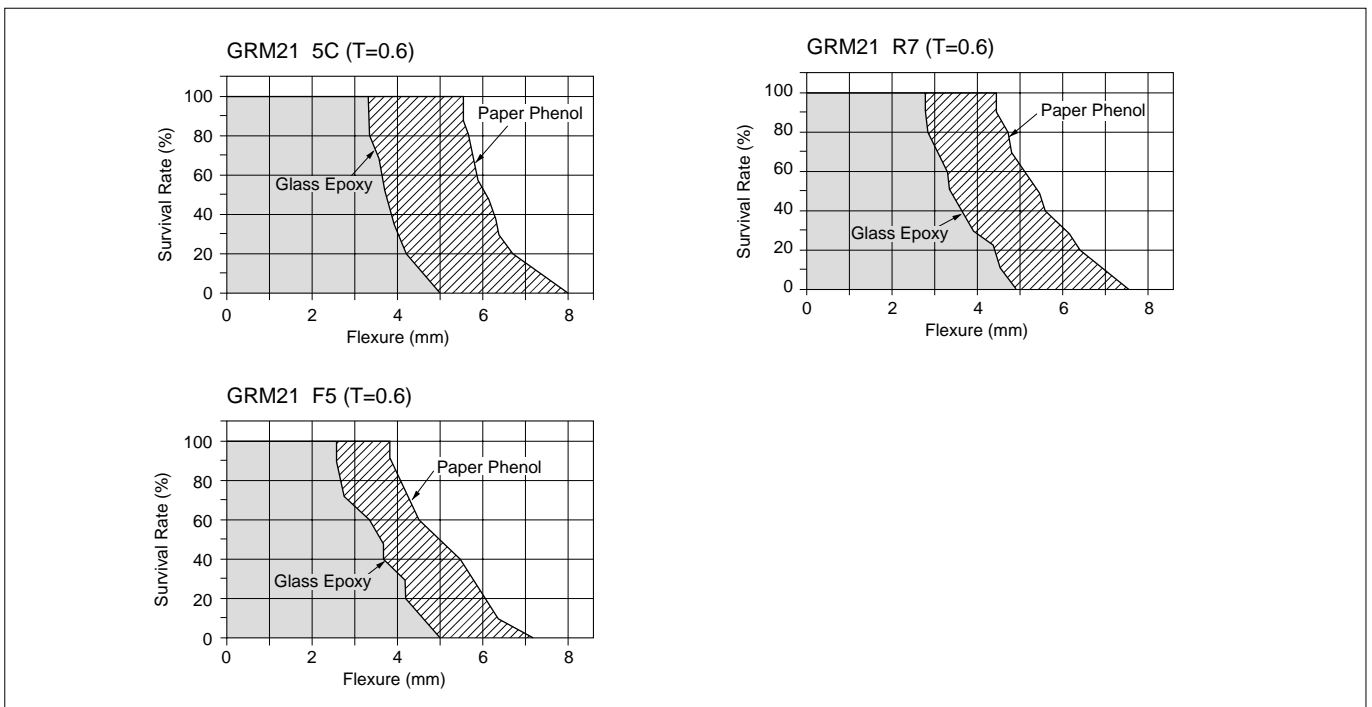 GRM21 5C (T=0.6)
Survival Rate (%)
100
80
60
40
20
0
Paper Phenol
Glass Epoxy
0 2 4 6 8
Flexure (mm)
GRM21 R7 (T=0.6)
Survival Rate (%)
100
80
60
40
20
0
Paper Phenol
Glass Epoxy
0 2 4 6 8
Flexure (mm)
GRM21 F5 (T=0.6)
Survival Rate (%)
100
80
60
40
20
0
Paper Phenol
Glass Epoxy
0 2 4 6 8
Flexure (mm)